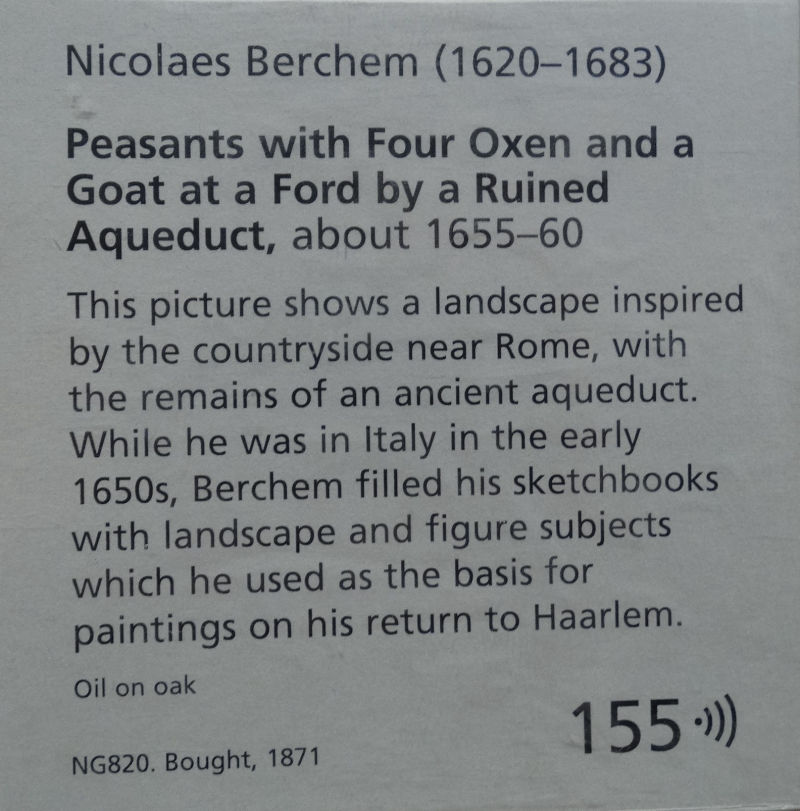 Nicolaes Berchem (1620–1683)
Peasants with Four Oxen and a
Goat at a Ford by a Ruined
Aqueduct, about 1655–60
This picture shows a landscape inspired
by the countryside near Rome, with
the remains of an ancient aqueduct.
While he was in Italy in the early
1650s, Berchem filled his sketchbooks
with landscape and figure subjects
which he used as the basis for
paintings on his return to Haarlem.
Oil on oak
155
NG820. Bought, 1871